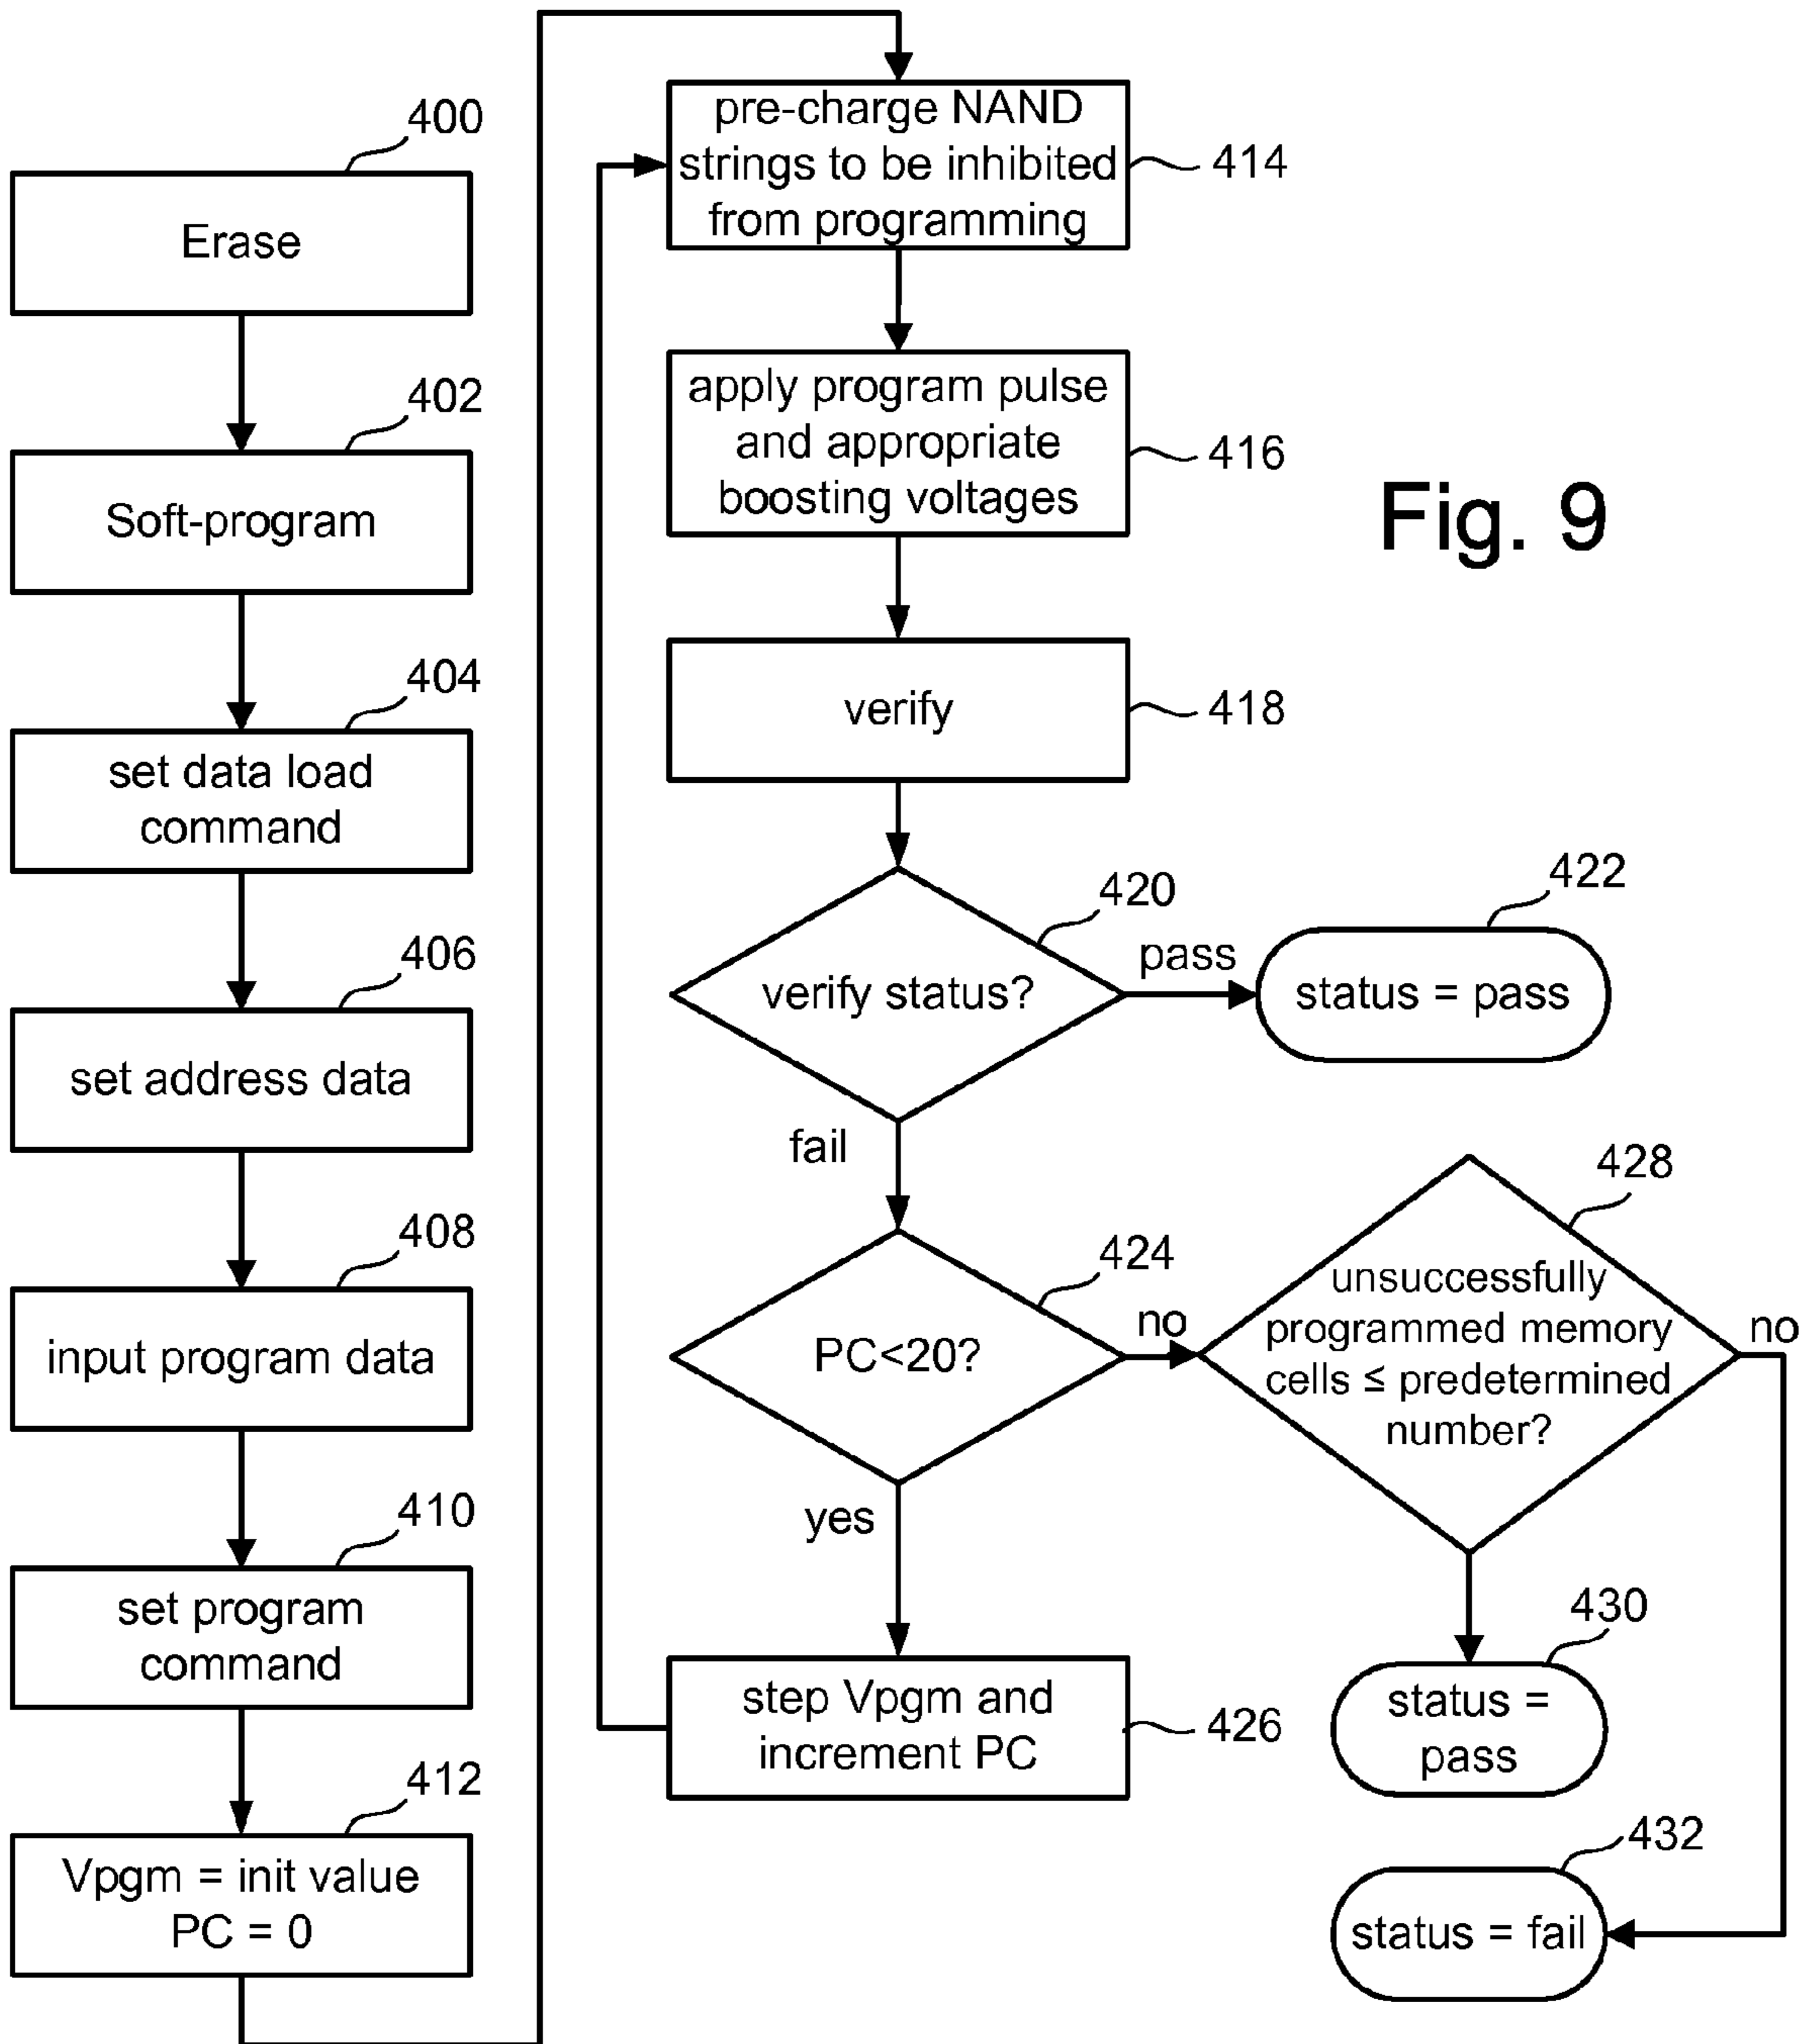 400
Erase
402
Soft-program
404
set data load
command
406
set address data
408
input program data
410
set program
command
412
Vpgm = init value
PC = 0
pre-charge NAND
strings to be inhibited
from programming
414
apply program pulse
and appropriate
boosting voltages
416
Fig. 9
verify
418
420
verify status?
pass
422
status = pass
fail
424
PC<20?
no
428
unsuccessfully
programmed memory
cells ≤ predetermined
number?
no
yes
step Vpgm and
increment PC
426
430
status =
pass
432
status = fail